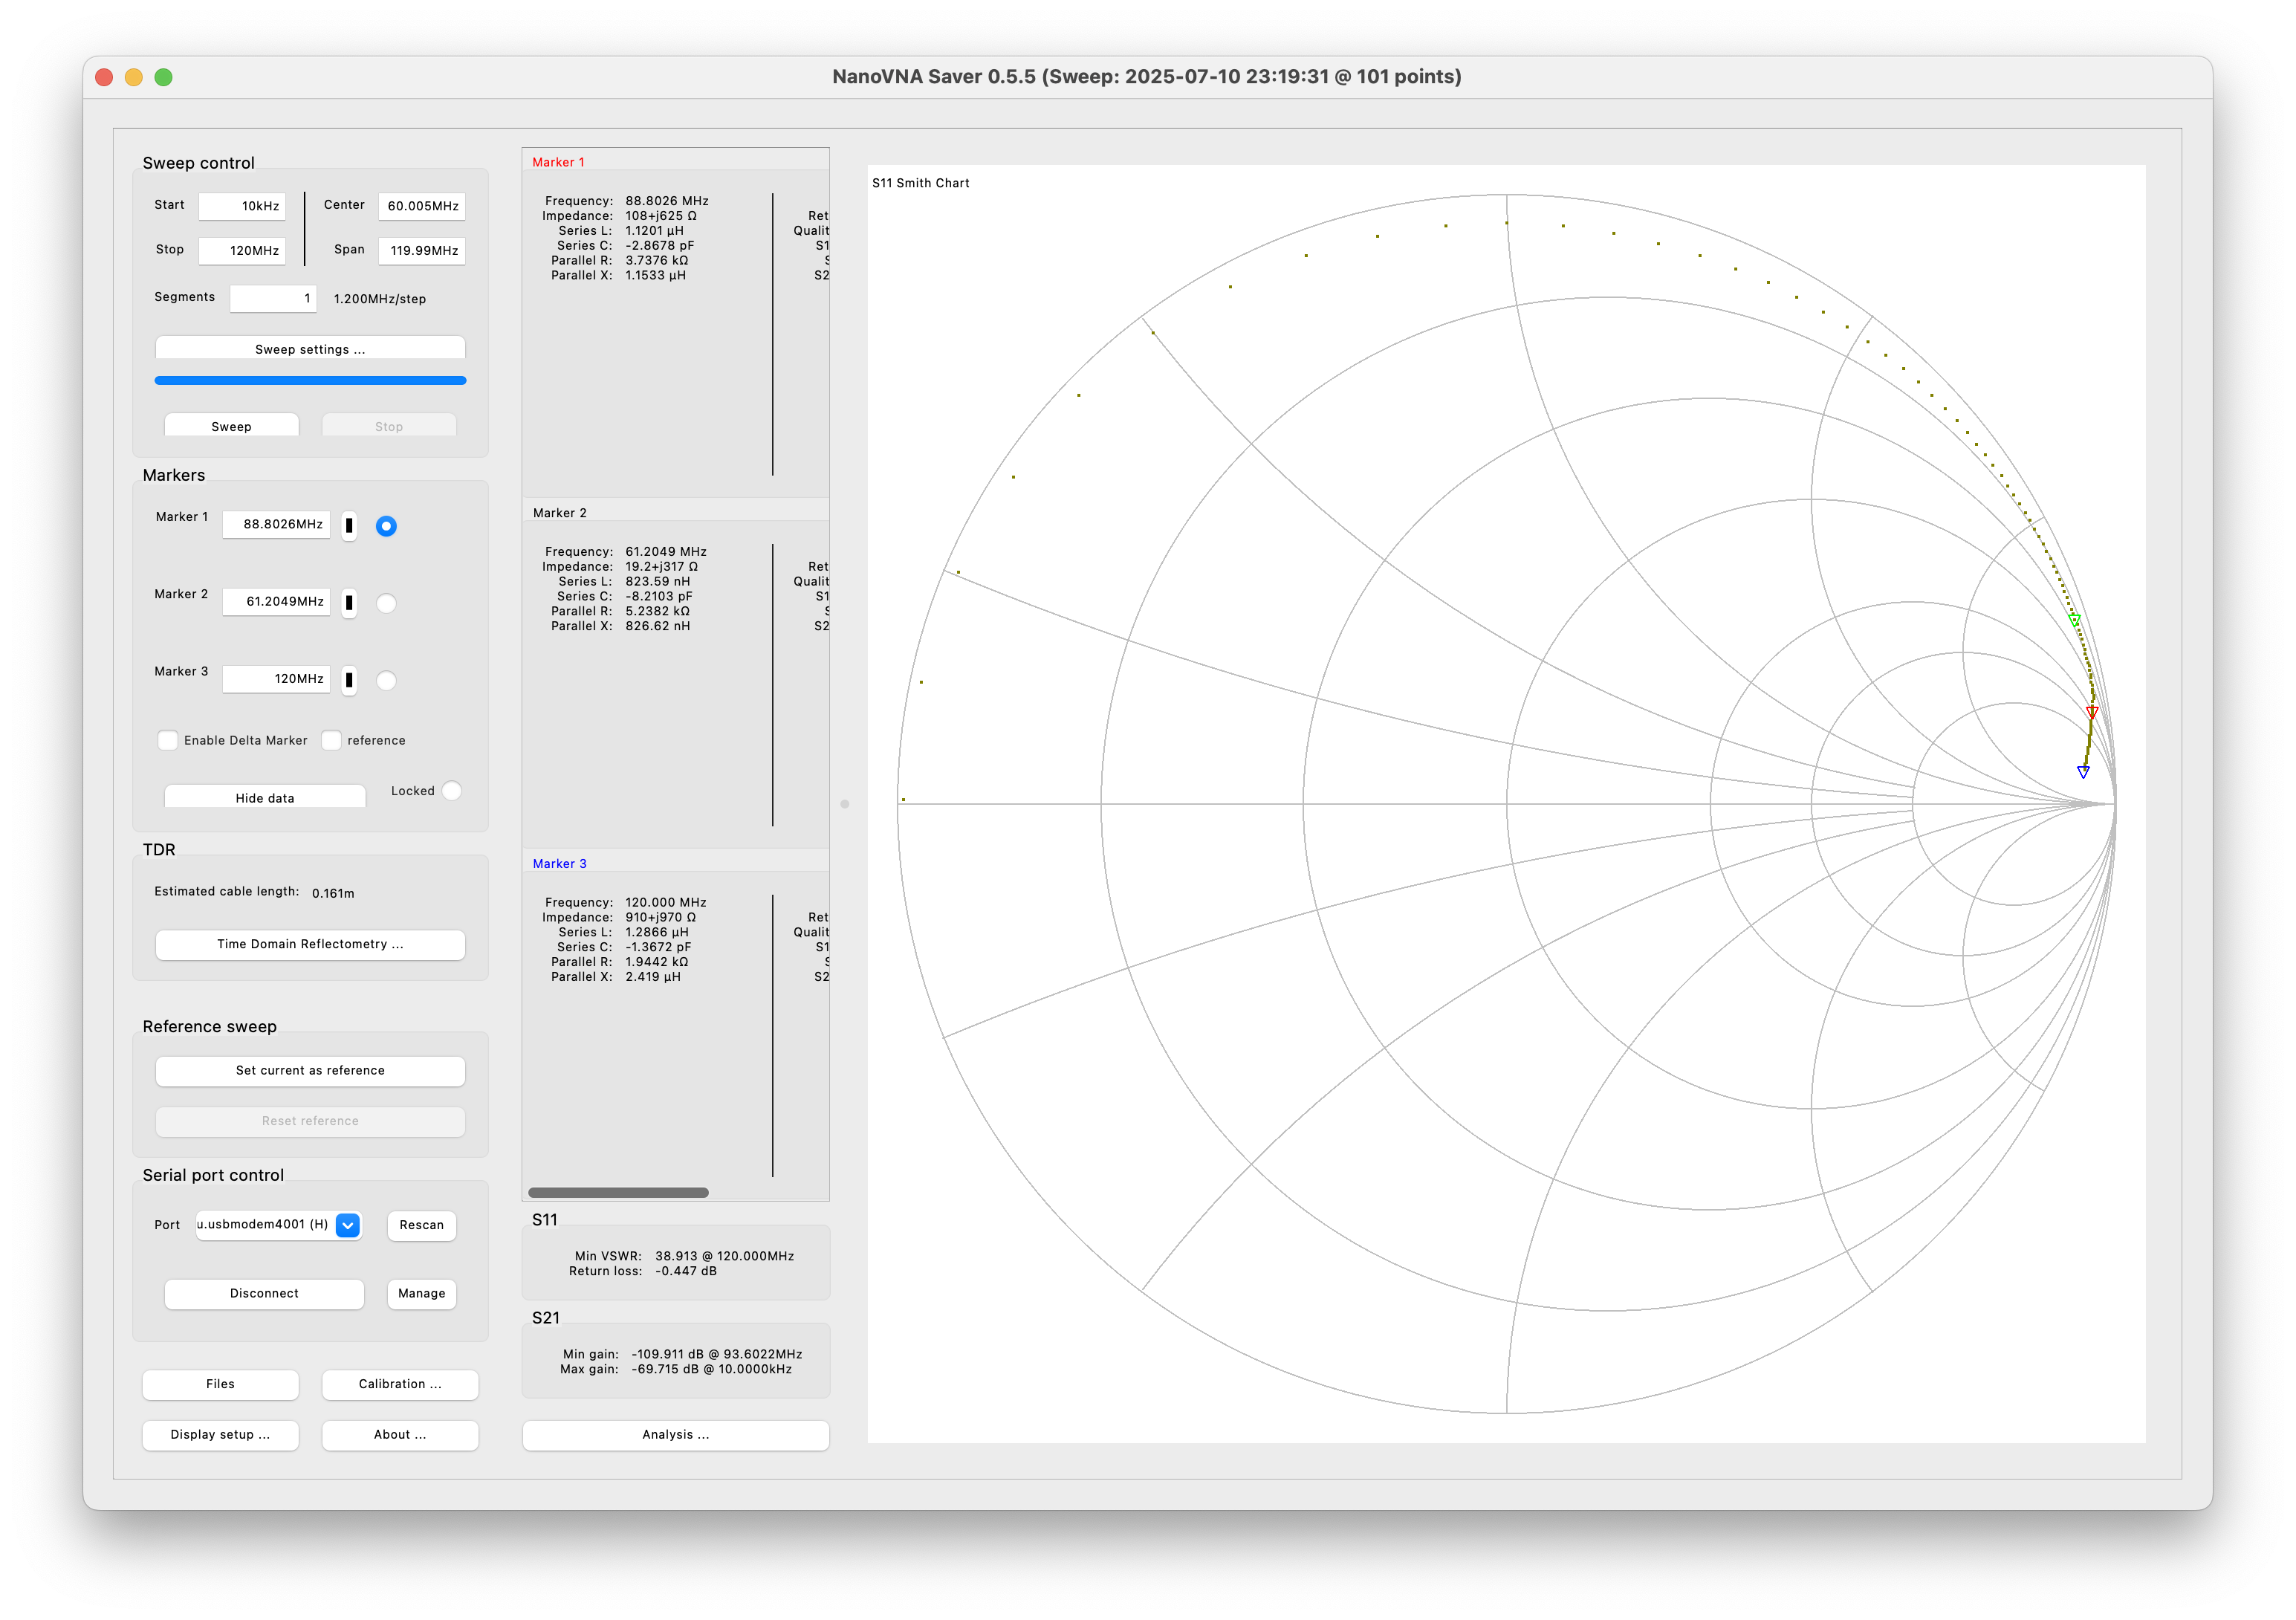 NanoVNA Saver 0.5.5 (Sweep: 2025-07-10 23:19:31 @ 101 points)
Sweep control
Start 10kHz Center 60.005MHz
Stop 120MHz Span 119.99MHz
Segments 1 1.200MHz/step
Sweep settings ...
Sweep Stop
Markers
Marker 1 88.8026MHz
Marker 2 61.2049MHz
Marker 3 120MHz
Enable Delta Marker reference
Hide data Locked
TDR
Estimated cable length: 0.161m
Time Domain Reflectometry ...
Reference sweep
Set current as reference
Reset reference
Serial port control
Port u.usbmodem4001 (H) Rescan
Disconnect Manage
Files Calibration ...
Display setup ... About ...
Marker 1
Frequency: 88.8026 MHz
Impedance: 108+j625 Ω Ret
Series L: 1.1201 μH Qualit
Series C: -2.8678 pF S1
Parallel R: 3.7376 kΩ
Parallel X: 1.1533 μH S2
Marker 2
Frequency: 61.2049 MHz
Impedance: 19.2+j317 Ω Ret
Series L: 823.59 nH Qualit
Series C: -8.2103 pF S1
Parallel R: 5.2382 kΩ
Parallel X: 826.62 nH S2
Marker 3
Frequency: 120.000 MHz
Impedance: 910+j970 Ω Ret
Series L: 1.2866 μH Qualit
Series C: -1.3672 pF S1
Parallel R: 1.9442 kΩ
Parallel X: 2.419 μH S2
S11
Min VSWR: 38.913 @ 120.000MHz
Return loss: -0.447 dB
S21
Min gain: -109.911 dB @ 93.6022MHz
Max gain: -69.715 dB @ 10.0000kHz
Analysis ...
S11 Smith Chart